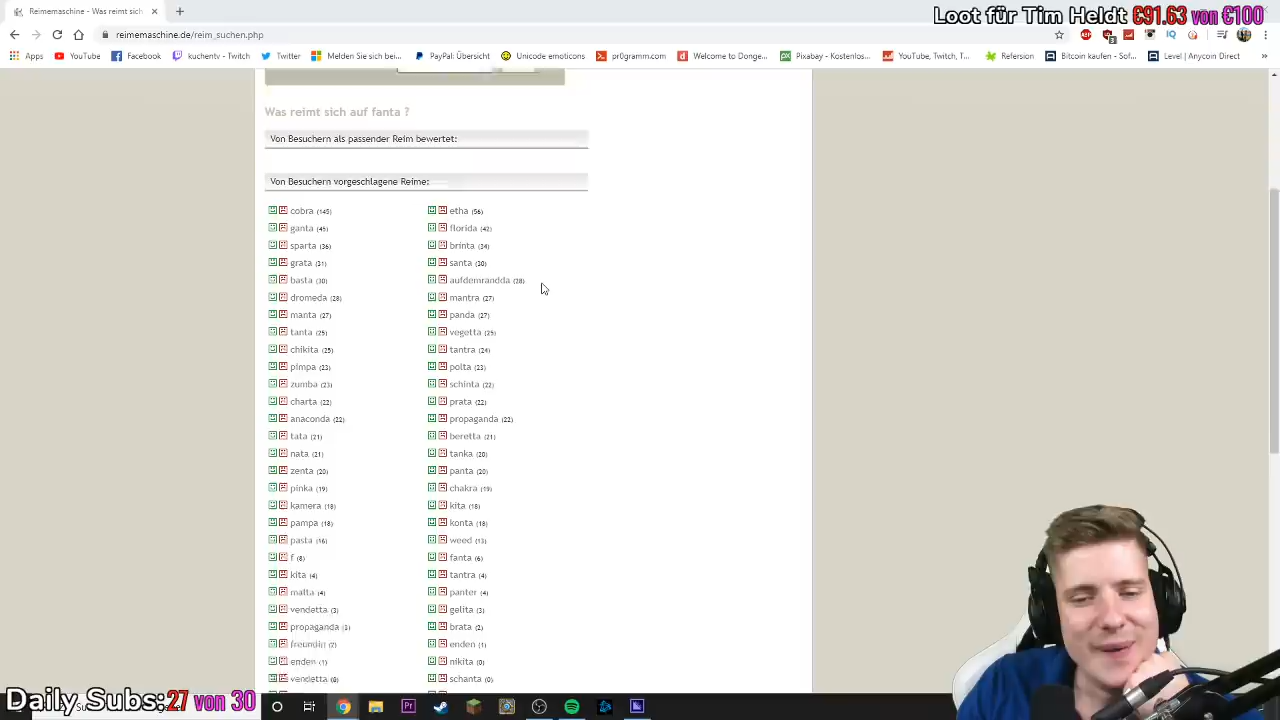 Reimemaschine - Was reimt sich
Loot für Tim Heldt €91.63 von €100
reimemaschine.de/reim_suchen.php
Apps YouTube Facebook kuchentv - Twitch Twitter Melden Sie sich bei... PayPal: Übersicht Unicode emoticons pr0gramm.com Welcome to Donge... Pixabay - Kostenlos... YouTube, Twitch, T... Refersion Bitcoin kaufen - Sof... Level | Anycoin Direct
Was reimt sich auf fanta ?
Von Besuchern als passender Reim bewertet:
Von Besuchern vorgeschlagene Reime:
cobra (145) etha (56)
ganta (45) florida (42)
sparta (36) brinta (34)
grata (31) santa (30)
basta (30) aufdemrandda (28)
dromeda (28) mantra (27)
manta (27) panda (27)
tanta (25) vegetta (25)
chikita (25) tantra (24)
pimpa (23) polta (23)
zumba (23) schinta (22)
charta (22) prata (22)
anaconda (22) propaganda (22)
tata (21) beretta (21)
nata (21) tanka (20)
zenta (20) panta (20)
pinka (19) chakra (19)
kamera (18) kita (18)
pampa (18) konta (18)
pasta (16) weed (13)
f (8) fanta (6)
kita (4) tantra (4)
malta (4) panter (4)
vendetta (3) gelita (3)
propaganda brata (2)
enden (1)
enden (1) nikita (0)
vendetta (0) schanta (0)
Daily Subs: 27 von 30